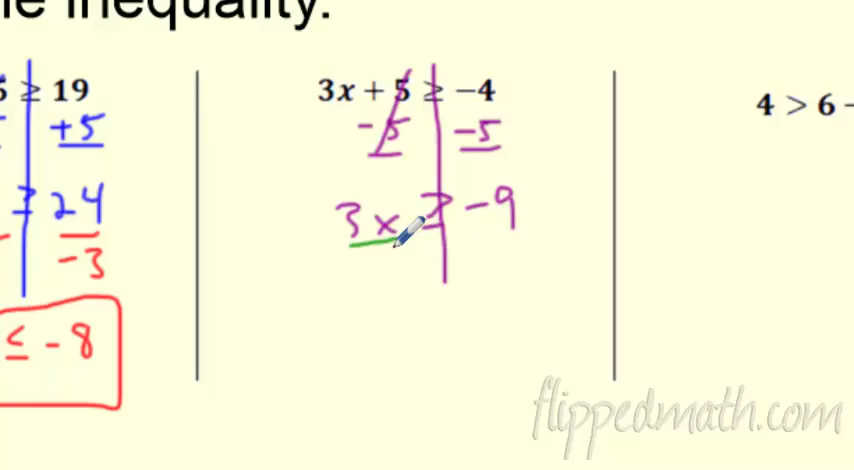 inequality.
≥ 19
+5
≥ 24
-3
≤ -8
3x + 5 ≥ -4
-5 -5
3x ≥ -9
4 > 6 -
flippedmath.com